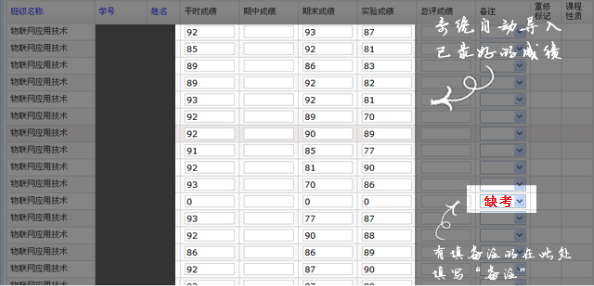 班级名称 学号 姓名 平时成绩 期中成绩 期末成绩 实验成绩 总评成绩 备注 重修标记 课程性质
物联网应用技术 92 93 87
物联网应用技术 85 92 81
物联网应用技术 89 86 83
物联网应用技术 89 92 82
物联网应用技术 93 92 81
物联网应用技术 92 89 70
物联网应用技术 92 90 89
物联网应用技术 91 85 77
物联网应用技术 92 81 90
物联网应用技术 93 70 86
物联网应用技术 0 0 0 缺考
物联网应用技术 93 77 87
物联网应用技术 92 90 88
物联网应用技术 86 86 89
物联网应用技术 92 87 90
系统自动导入
已录好的成绩
有填备注的在此处
填写“备注”